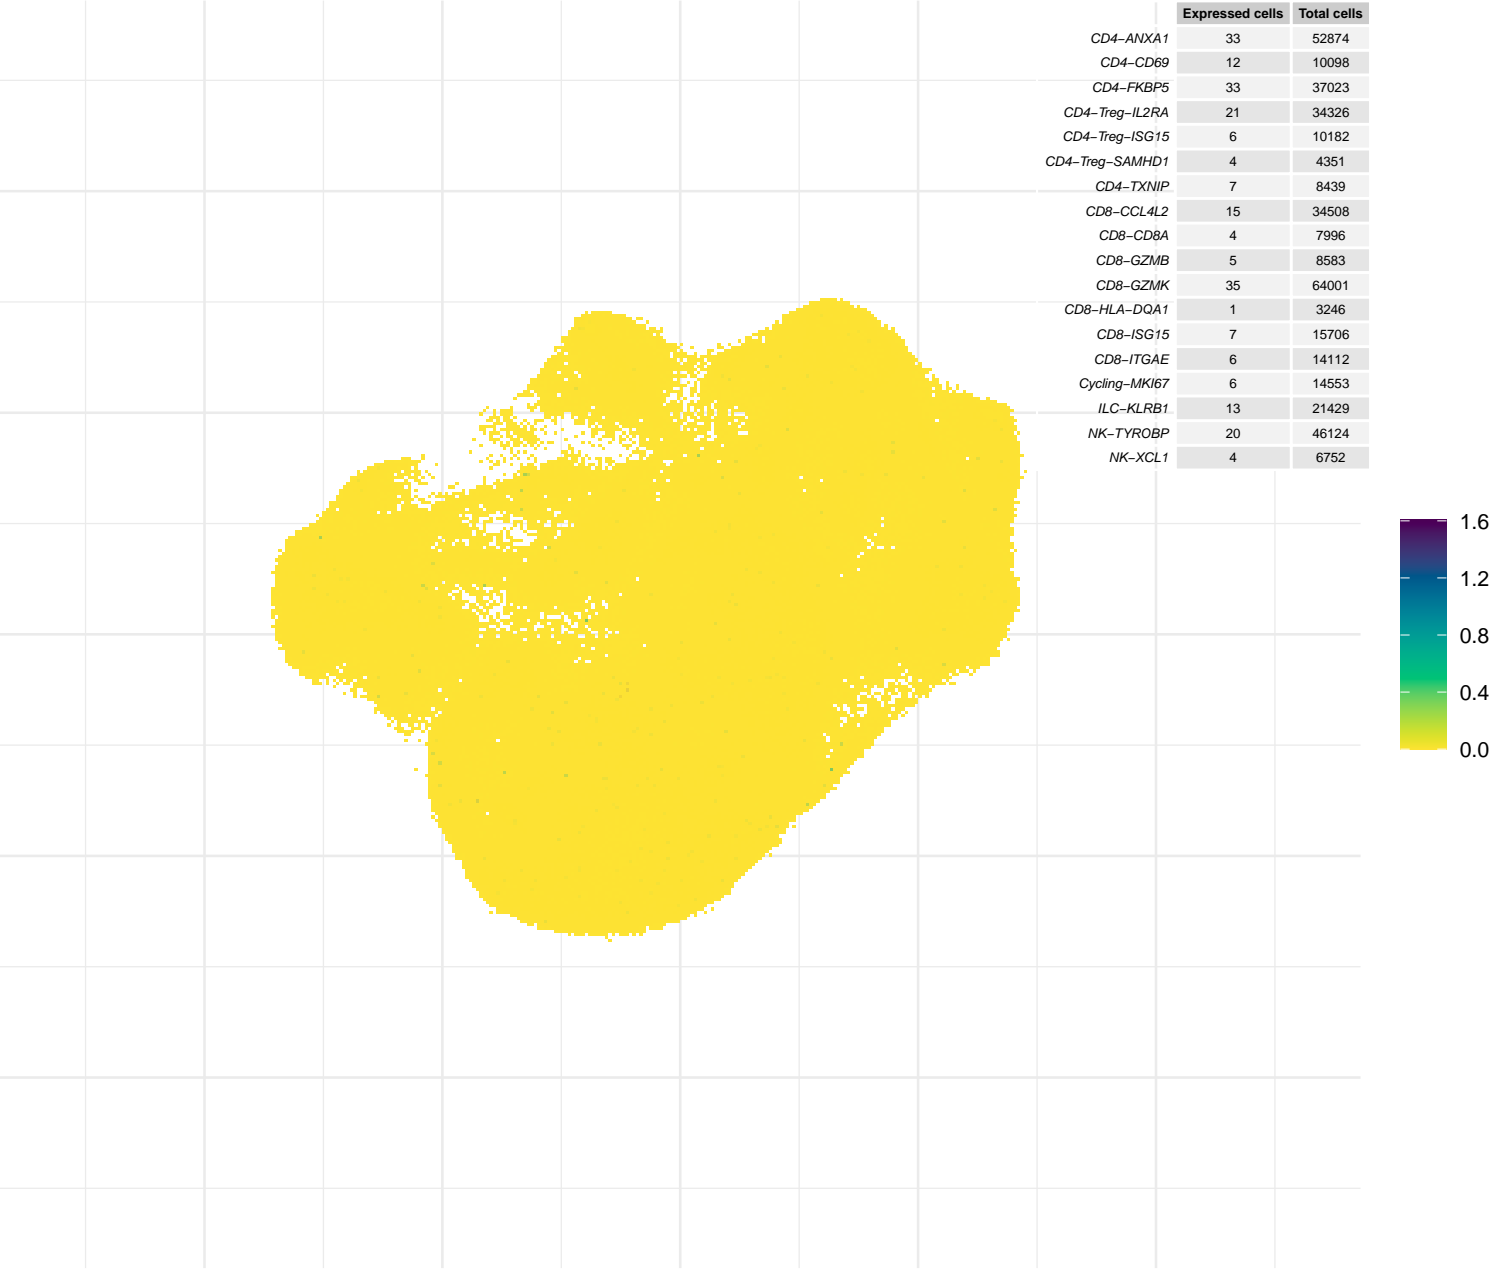 Expressed cells Total cells
CD4−ANXA1 33 52874
CD4−CD69 12 10098
CD4−FKBP5 33 37023
CD4−Treg−IL2RA 21 34326
CD4−Treg−ISG15 6 10182
CD4−Treg−SAMHD1 4 4351
CD4−TXNIP 7 8439
CD8−CCL4L2 15 34508
CD8−CD8A 4 7996
CD8−GZMB 5 8583
CD8−GZMK 35 64001
CD8−HLA−DQA1 1 3246
CD8−ISG15 7 15706
CD8−ITGAE 6 14112
Cycling−MKI67 6 14553
ILC−KLRB1 13 21429
NK−TYROBP 20 46124
NK−XCL1 4 6752
1.6
1.2
0.8
0.4
0.0